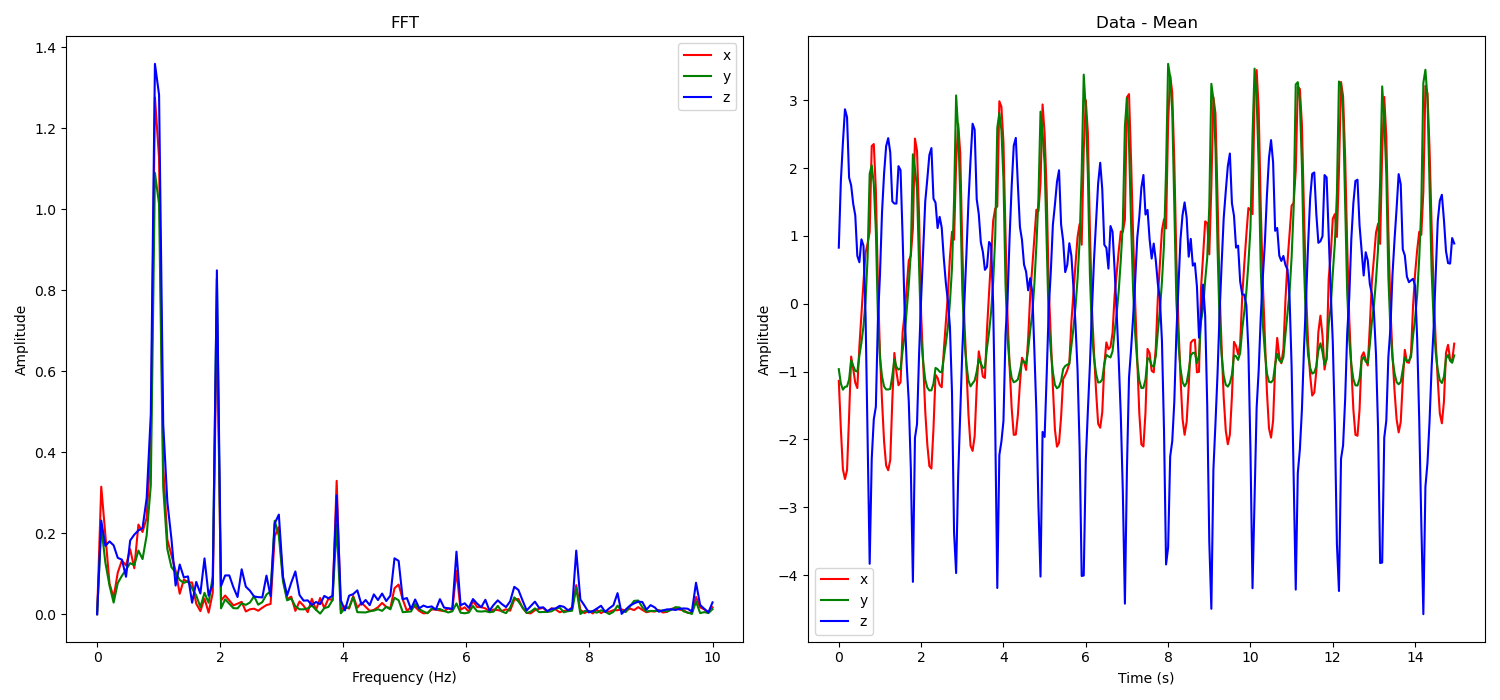 FFT
1.4
1.2
1.0
0.8
0.6
0.4
0.2
0.0
Amplitude
x
y
z
0 2 4 6 8 10
Frequency (Hz)
Data - Mean
3
2
1
0
−1
−2
−3
−4
Amplitude
x
y
z
0 2 4 6 8 10 12 14
Time (s)